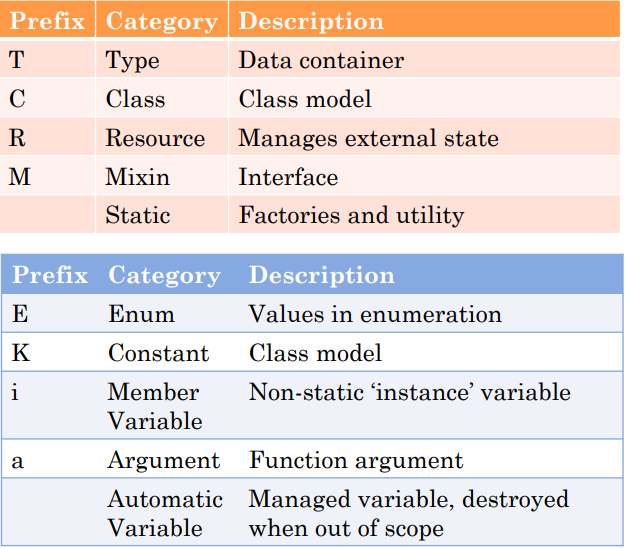 Prefix Category Description
T Type Data container
C Class Class model
R Resource Manages external state
M Mixin Interface
Static Factories and utility
Prefix Category Description
E Enum Values in enumeration
K Constant Class model
i Member Non-static ‘instance’ variable
Variable
a Argument Function argument
Automatic Managed variable, destroyed
Variable when out of scope